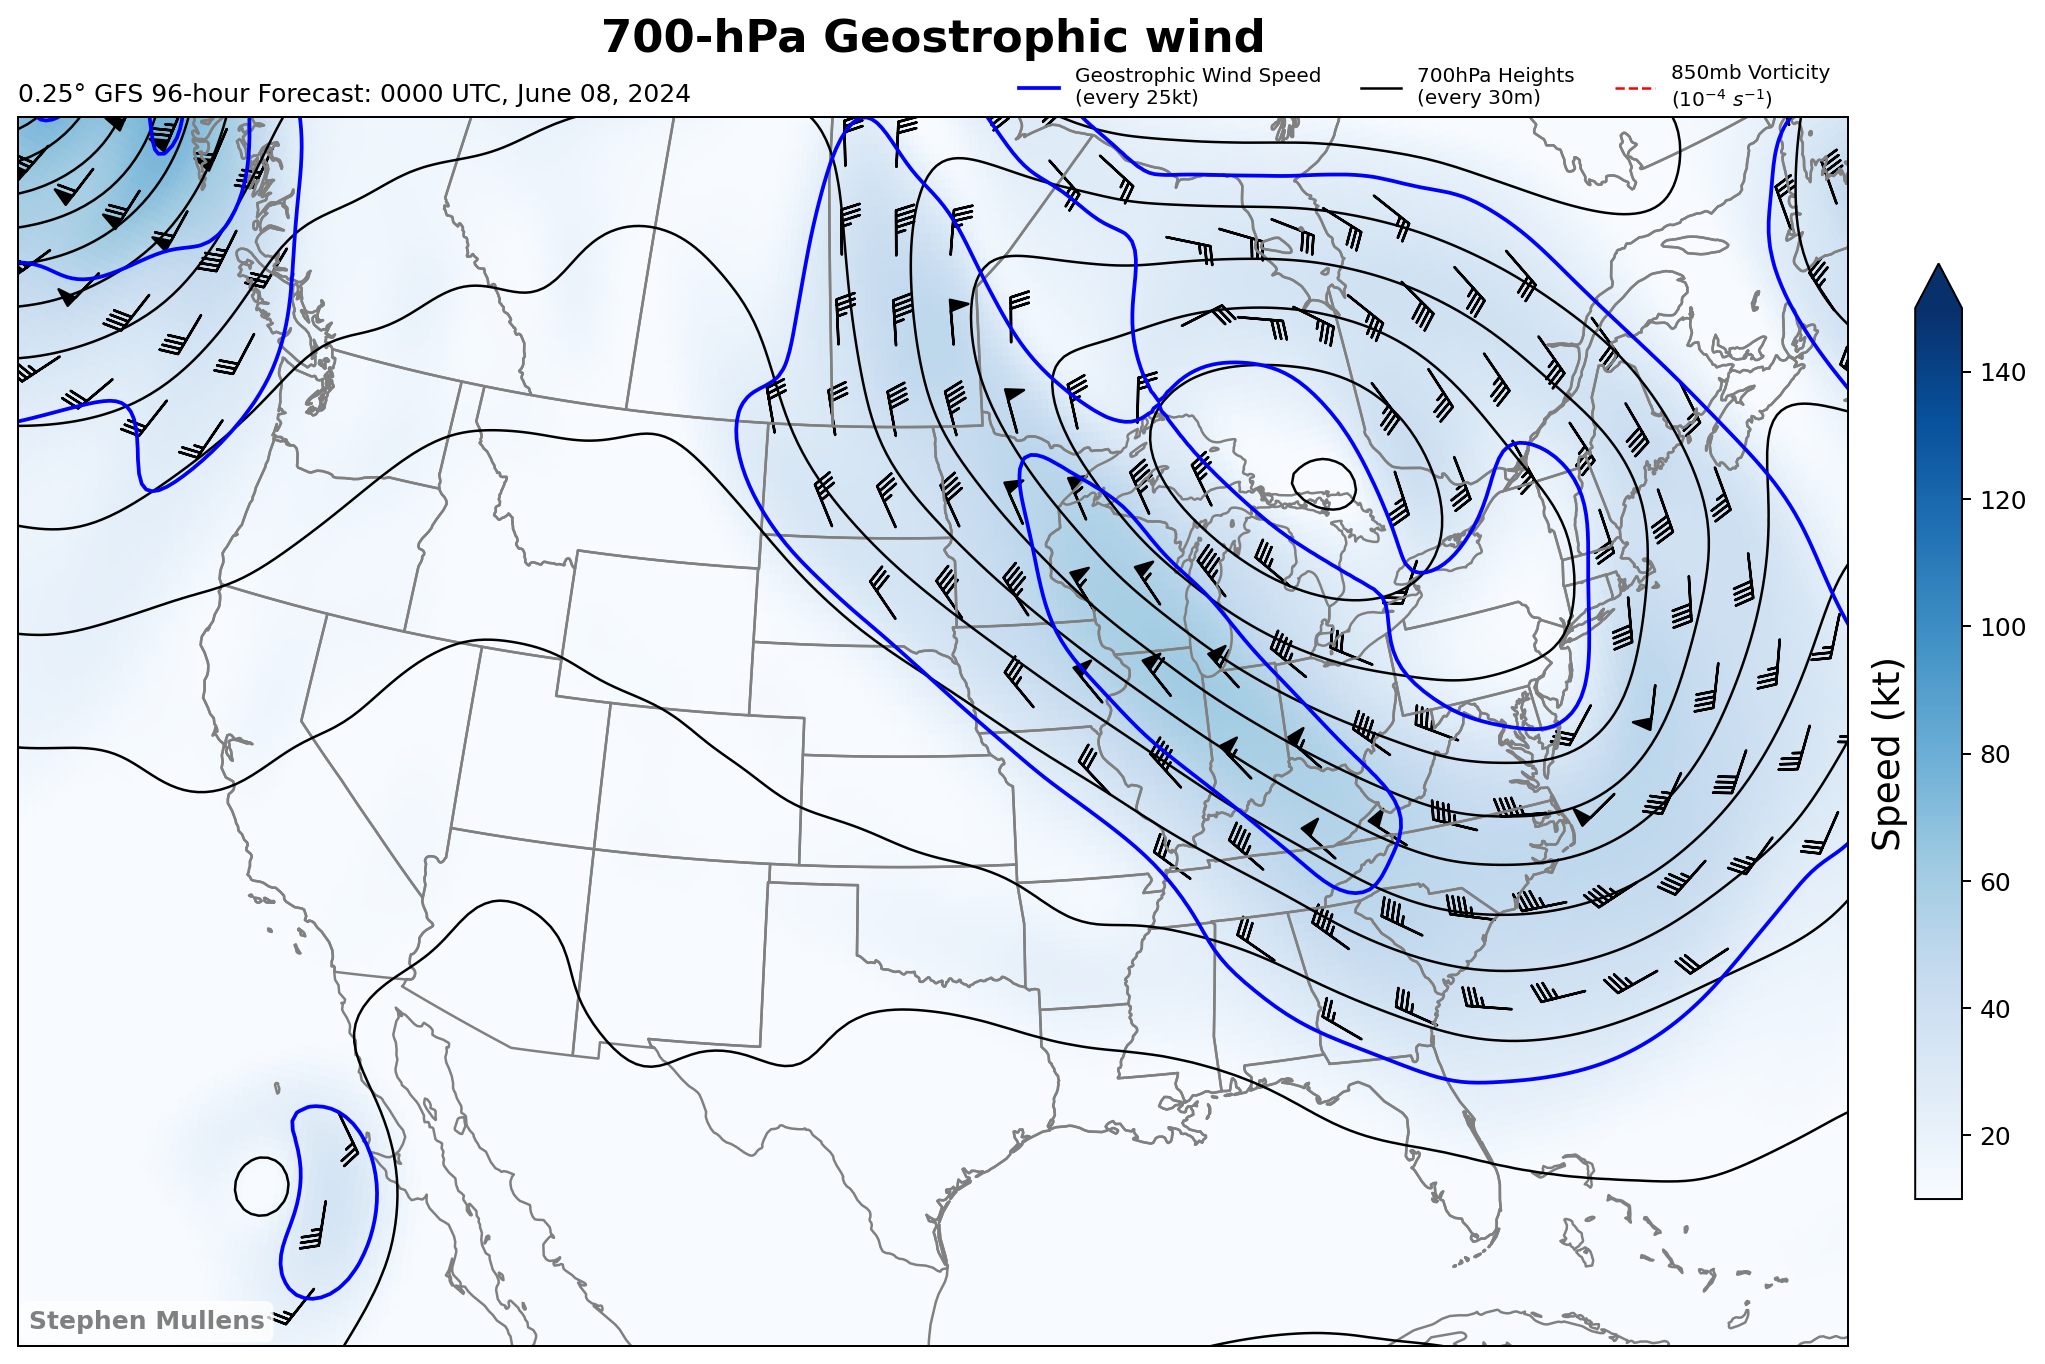 700-hPa Geostrophic wind
0.25° GFS 96-hour Forecast: 0000 UTC, June 08, 2024
Geostrophic Wind Speed
(every 25kt)
700hPa Heights
(every 30m)
850mb Vorticity
(10⁻⁴ s⁻¹)
140
120
100
80
60
40
20
Speed (kt)
Stephen Mullens